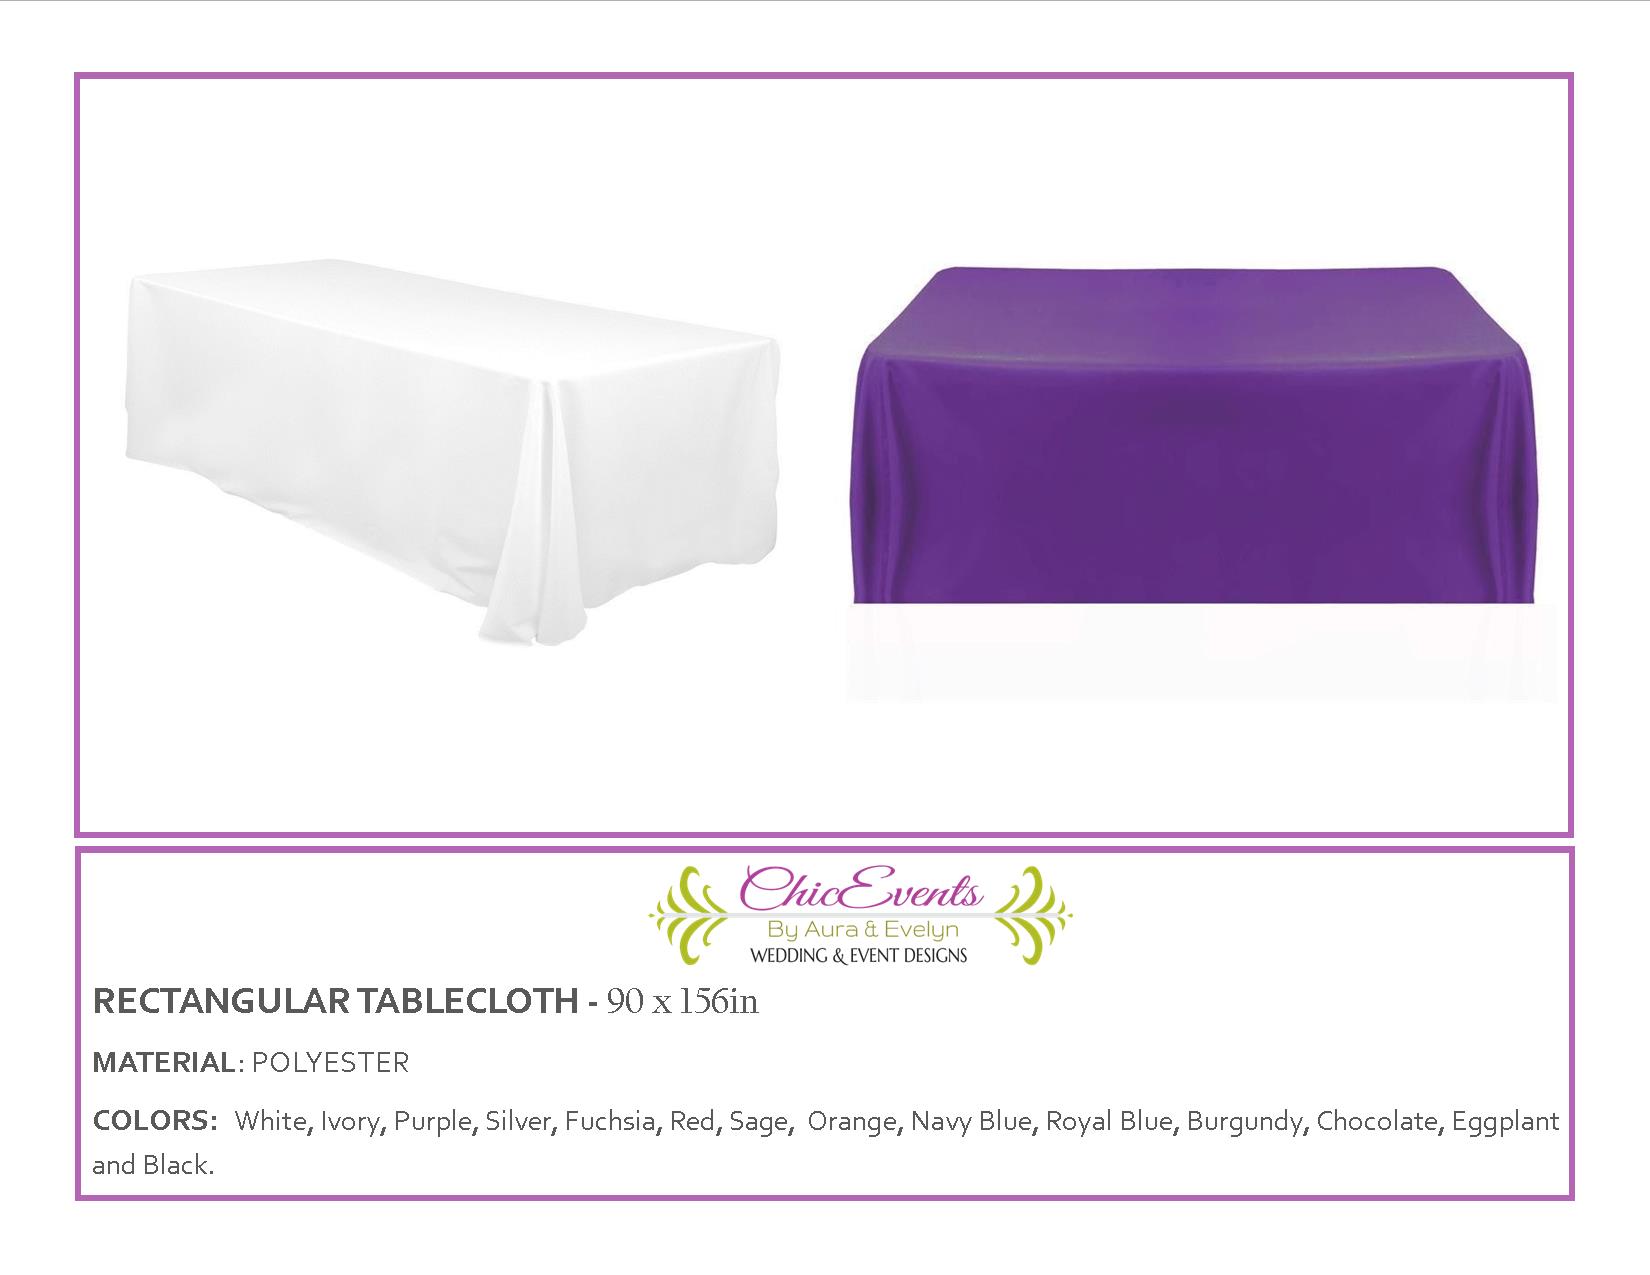 ChicEvents
By Aura & Evelyn
WEDDING & EVENT DESIGNS
RECTANGULAR TABLECLOTH - 90 x 156in
MATERIAL: POLYESTER
COLORS: White, Ivory, Purple, Silver, Fuchsia, Red, Sage, Orange, Navy Blue, Royal Blue, Burgundy, Chocolate, Eggplant
and Black.